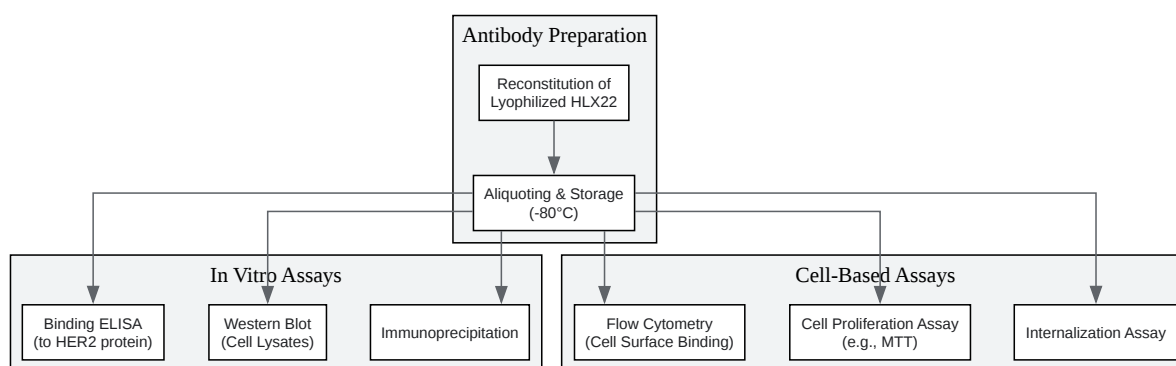 Antibody Preparation
Reconstitution of
Lyophilized HLX22
Aliquoting & Storage
(-80°C)
In Vitro Assays
Binding ELISA
(to HER2 protein)
Western Blot
(Cell Lysates)
Immunoprecipitation
Cell-Based Assays
Flow Cytometry
(Cell Surface Binding)
Cell Proliferation Assay
(e.g., MTT)
Internalization Assay